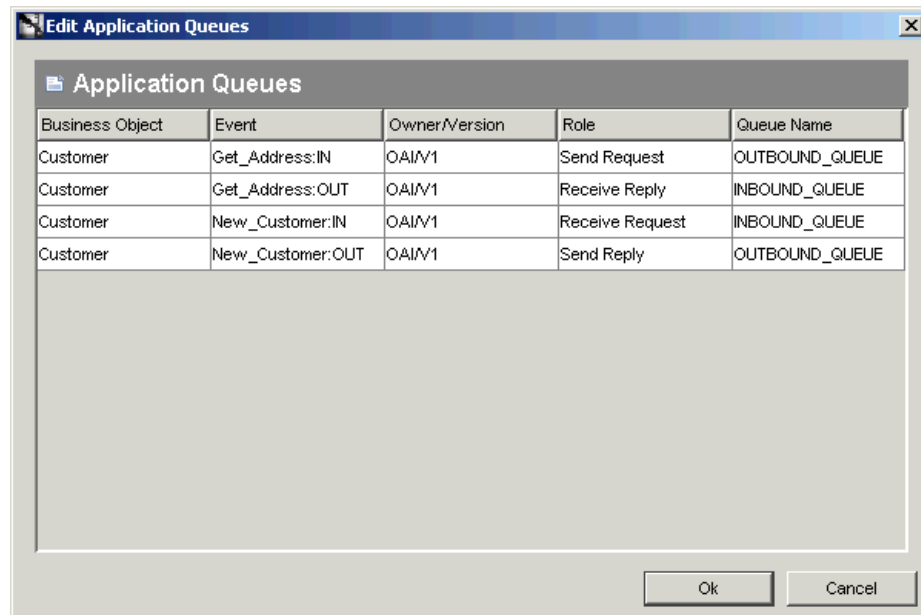 Edit Application Queues
Application Queues
Business Object Event Owner/Version Role Queue Name
Customer Get_Address:IN OAI/V1 Send Request OUTBOUND_QUEUE
Customer Get_Address:OUT OAI/V1 Receive Reply INBOUND_QUEUE
Customer New_Customer:IN OAI/V1 Receive Request INBOUND_QUEUE
Customer New_Customer:OUT OAI/V1 Send Reply OUTBOUND_QUEUE
Ok Cancel